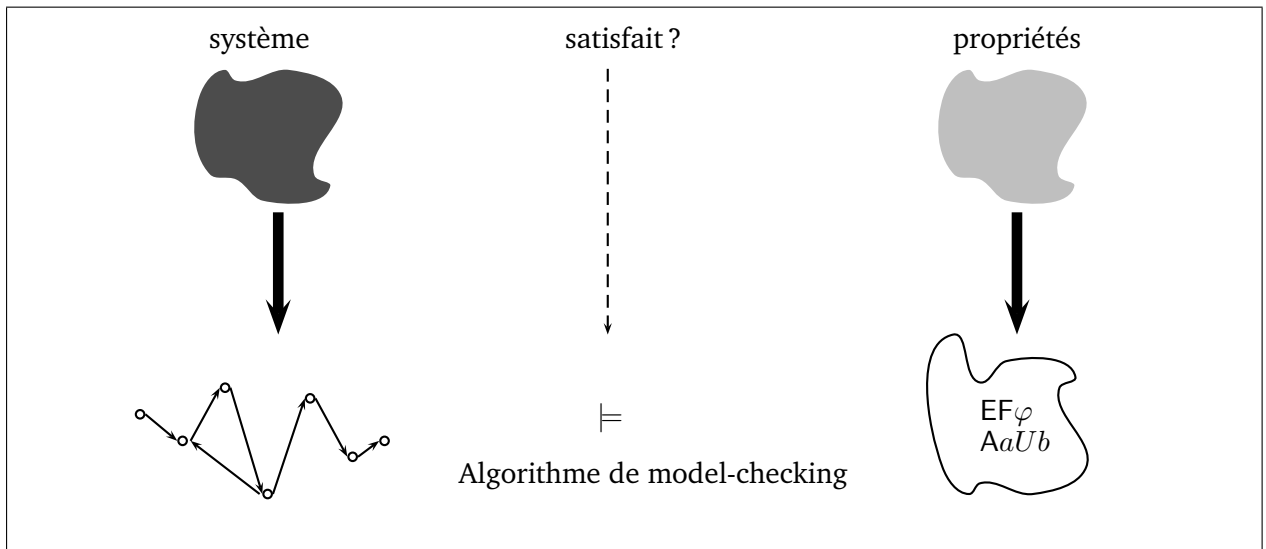 système
satisfait ?
propriétés
⊨
Algorithme de model-checking
EFφ
AaUb